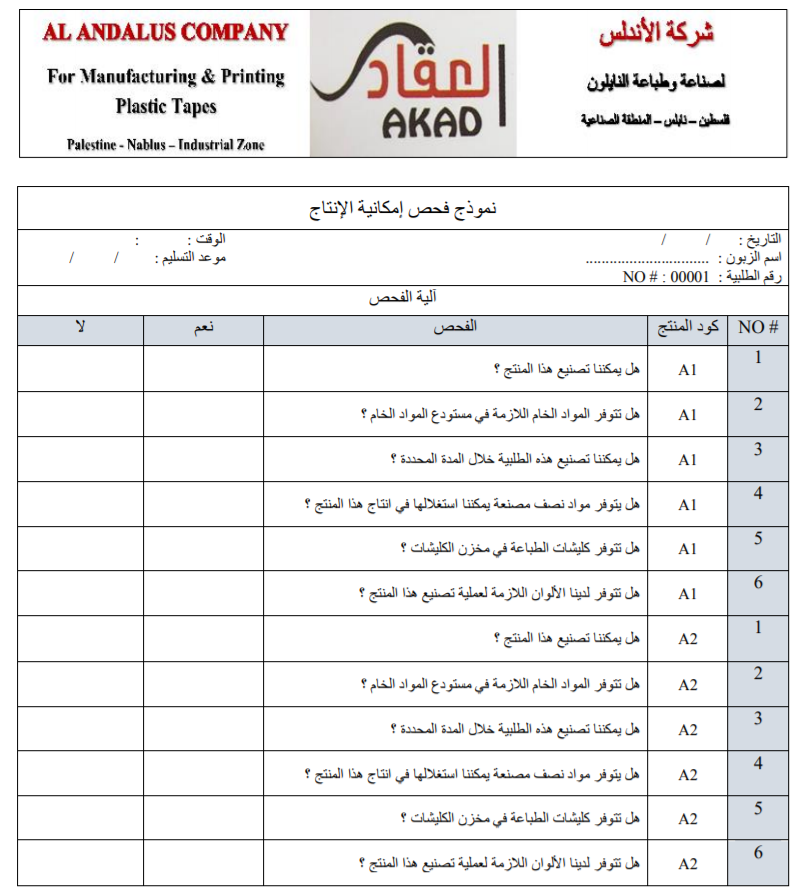 AL ANDALUS COMPANY
For Manufacturing & Printing
Plastic Tapes
Palestine - Nablus – Industrial Zone
العقاد
AKAD
شركة الأندلس
لصناعة وطباعة النايلون
فلسطين – نابلس – المنطقة الصناعية
نموذج فحص إمكانية الإنتاج
التاريخ : / / الوقت : :
اسم الزبون : ............................... موعد التسليم : / /
رقم الطلبية : NO # : 00001
آلية الفحص
NO # كود المنتج الفحص نعم لا
1 A1 هل يمكننا تصنيع هذا المنتج ؟
2 A1 هل تتوفر المواد الخام اللازمة في مستودع المواد الخام ؟
3 A1 هل يمكننا تصنيع هذه الطلبية خلال المدة المحددة ؟
4 A1 هل يتوفر مواد نصف مصنعة يمكننا استغلالها في انتاج هذا المنتج ؟
5 A1 هل تتوفر كليشات الطباعة في مخزن الكليشات ؟
6 A1 هل تتوفر لدينا الألوان اللازمة لعملية تصنيع هذا المنتج ؟
1 A2 هل يمكننا تصنيع هذا المنتج ؟
2 A2 هل تتوفر المواد الخام اللازمة في مستودع المواد الخام ؟
3 A2 هل يمكننا تصنيع هذه الطلبية خلال المدة المحددة ؟
4 A2 هل يتوفر مواد نصف مصنعة يمكننا استغلالها في انتاج هذا المنتج ؟
5 A2 هل تتوفر كليشات الطباعة في مخزن الكليشات ؟
6 A2 هل تتوفر لدينا الألوان اللازمة لعملية تصنيع هذا المنتج ؟